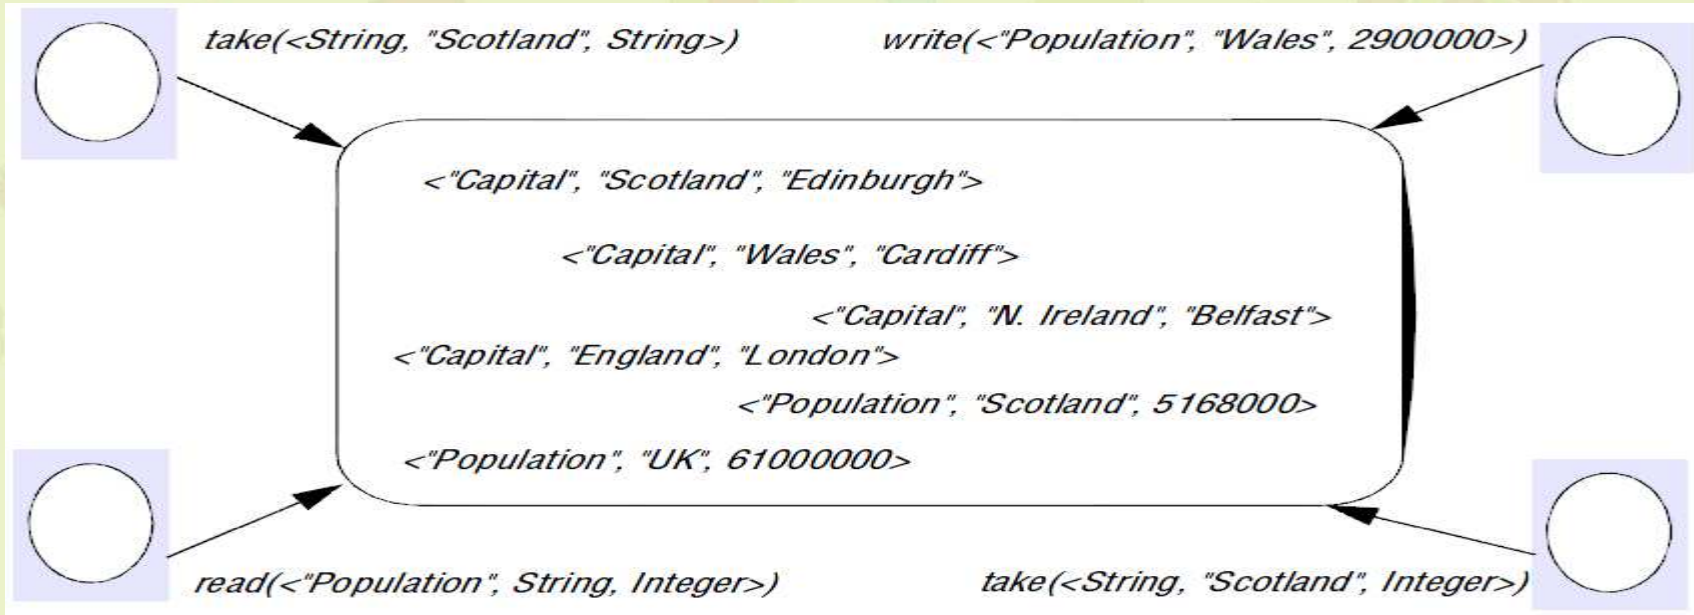 take(<String, "Scotland", String>)
write(<"Population", "Wales", 2900000>)
<"Capital", "Scotland", "Edinburgh">
<"Capital", "Wales", "Cardiff">
<"Capital", "N. Ireland", "Belfast">
<"Capital", "England", "London">
<"Population", "Scotland", 5168000>
<"Population", "UK", 61000000>
read(<"Population", String, Integer>)
take(<String, "Scotland", Integer>)